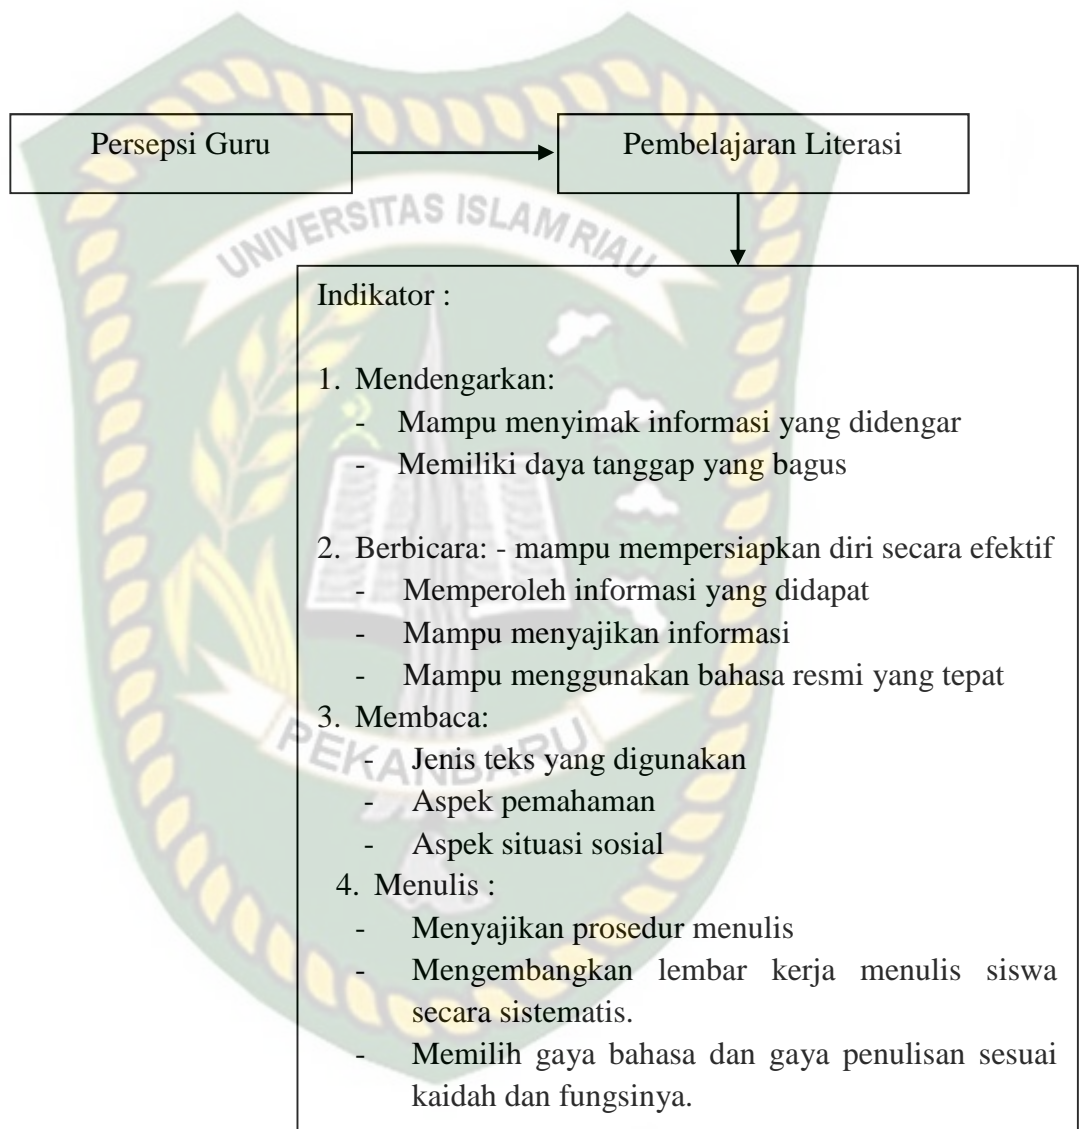 Persepsi Guru
Pembelajaran Literasi
UNIVERSITAS ISLAM RIAU
Indikator :
1. Mendengarkan:
- Mampu menyimak informasi yang didengar
- Memiliki daya tanggap yang bagus
2. Berbicara: - mampu mempersiapkan diri secara efektif
- Memperoleh informasi yang didapat
- Mampu menyajikan informasi
- Mampu menggunakan bahasa resmi yang tepat
3. Membaca:
PEKANBARU
- Jenis teks yang digunakan
- Aspek pemahaman
- Aspek situasi sosial
4. Menulis :
- Menyajikan prosedur menulis
- Mengembangkan lembar kerja menulis siswa
secara sistematis.
- Memilih gaya bahasa dan gaya penulisan sesuai
kaidah dan fungsinya.